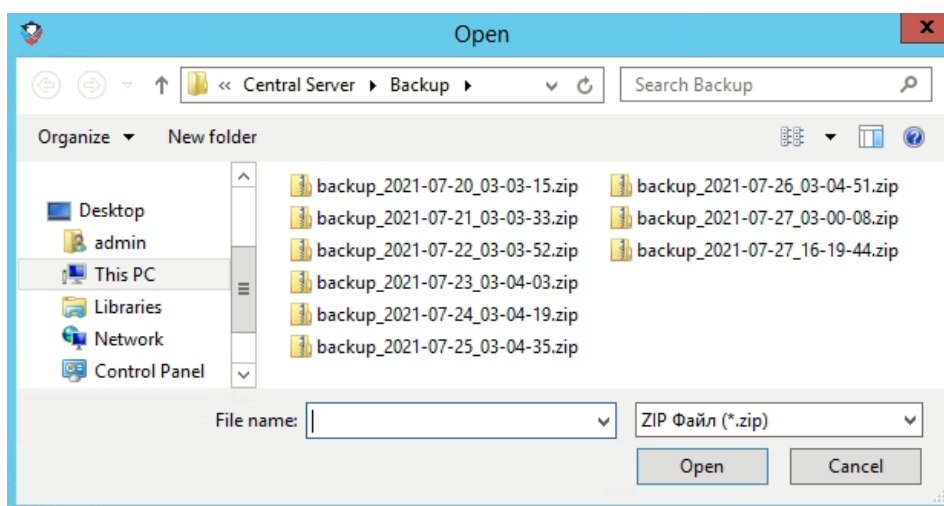 Open
« Central Server Backup
Search Backup
Organize
New folder
Desktop
admin
This PC
Libraries
Network
Control Panel
backup_2021-07-20_03-03-15.zip
backup_2021-07-21_03-03-33.zip
backup_2021-07-22_03-03-52.zip
backup_2021-07-23_03-04-03.zip
backup_2021-07-24_03-04-19.zip
backup_2021-07-25_03-04-35.zip
backup_2021-07-26_03-04-51.zip
backup_2021-07-27_03-00-08.zip
backup_2021-07-27_16-19-44.zip
File name:
ZIP Файл (*.zip)
Open
Cancel